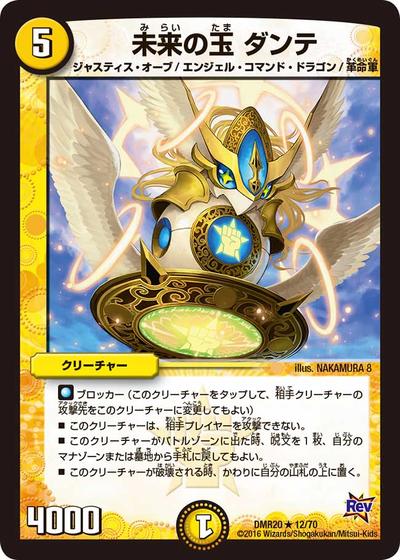 5
みらい たま
未来の玉 ダンテ
ジャスティス・オーブ / エンジェル・コマンド・ドラゴン / 革命軍
かくめいぐん
クリーチャー
illus. NAKAMURA 8
ブロッカー (このクリーチャーをタップして、相手クリーチャーの
攻撃先をこのクリーチャーに変更してもよい)
■ このクリーチャーは、相手プレイヤーを攻撃できない。
■ このクリーチャーがバトルゾーンに出た時、呪文を1枚、自分の
マナゾーンまたは墓地から手札に戻してもよい。
■ このクリーチャーが破壊される時、かわりに自分の山札の上に置く。
4000
1
Rev
DMR20 ★ 12/70
©2016 Wizards/Shogakukan/Mitsui-Kids